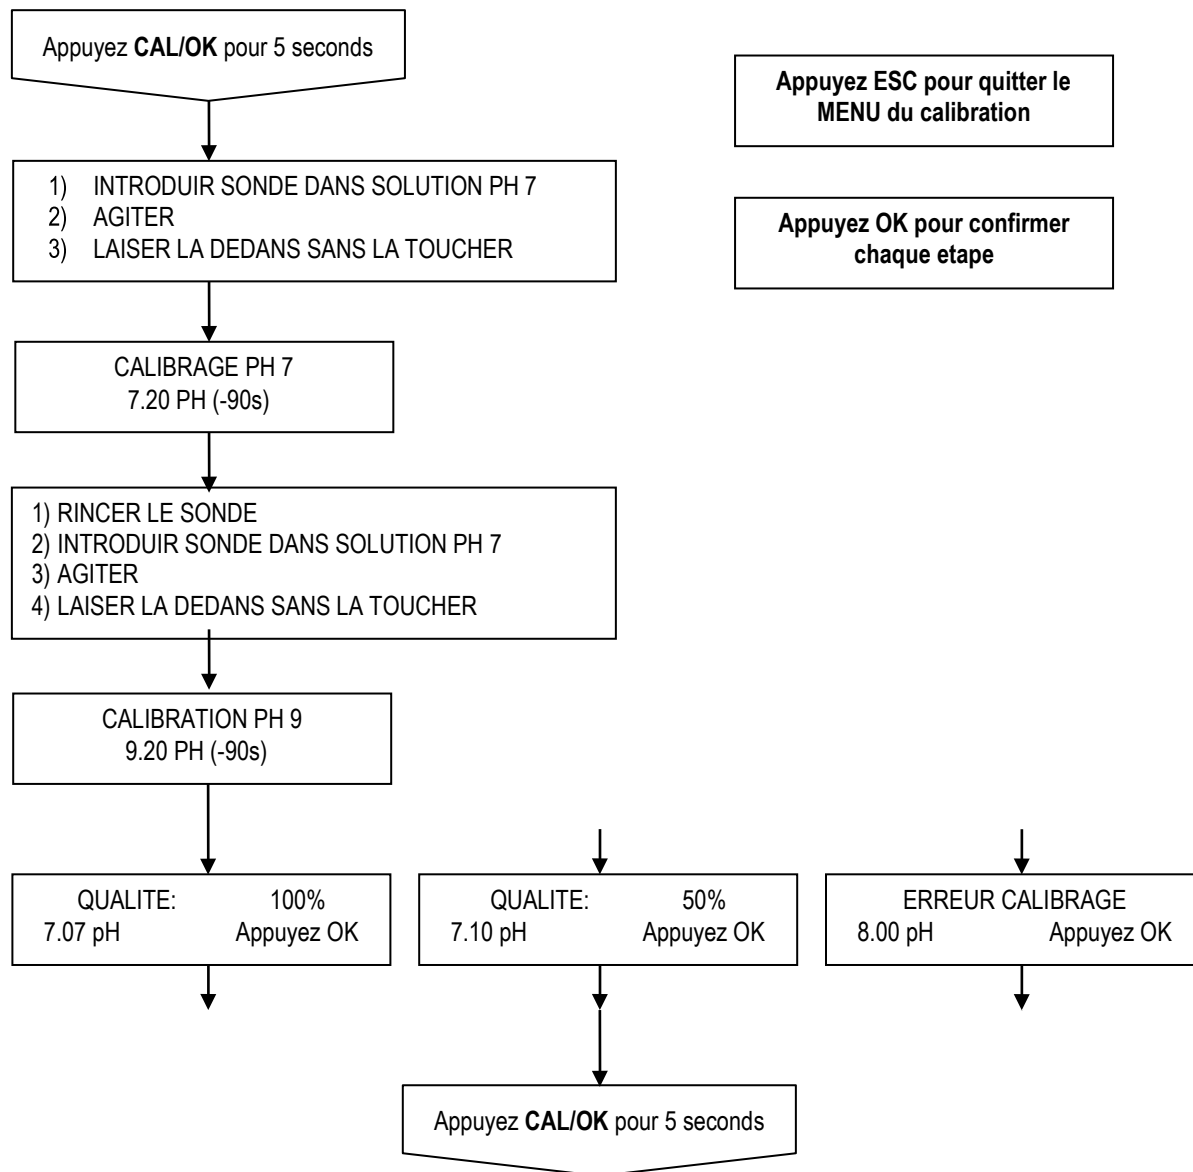 Appuyez CAL/OK pour 5 seconds
Appuyez ESC pour quitter le
MENU du calibration
1) INTRODUIR SONDE DANS SOLUTION PH 7
2) AGITER
3) LAISER LA DEDANS SANS LA TOUCHER
Appuyez OK pour confirmer
chaque etape
CALIBRAGE PH 7
7.20 PH (-90s)
1) RINCER LE SONDE
2) INTRODUIR SONDE DANS SOLUTION PH 7
3) AGITER
4) LAISER LA DEDANS SANS LA TOUCHER
CALIBRATION PH 9
9.20 PH (-90s)
QUALITE: 100%
7.07 pH Appuyez OK
QUALITE: 50%
7.10 pH Appuyez OK
ERREUR CALIBRAGE
8.00 pH Appuyez OK
Appuyez CAL/OK pour 5 seconds